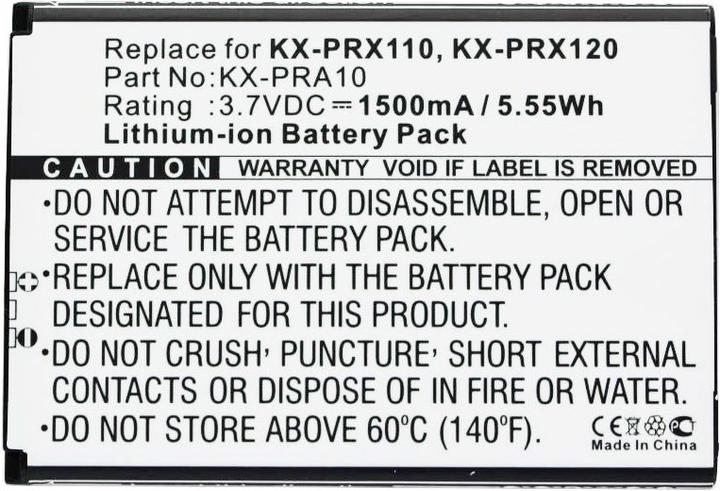 Replace for KX-PRX110, KX-PRX120
Part No:KX-PRA10
Rating :3.7VDC⎓1500mA/5.55Wh
Lithium-ion Battery Pack
CAUTION WARRANTY VOID IF LABEL IS REMOVED
·DO NOT ATTEMPT TO DISASSEMBLE, OPEN OR
SERVICE THE BATTERY PACK.
·REPLACE ONLY WITH THE BATTERY PACK
DESIGNATED FOR THIS PRODUCT.
·DO NOT CRUSH, PUNCTURE, SHORT EXTERNAL
CONTACTS OR DISPOSE OF IN FIRE OR WATER.
·DO NOT STORE ABOVE 60°C (140°F).
CE
Made In China